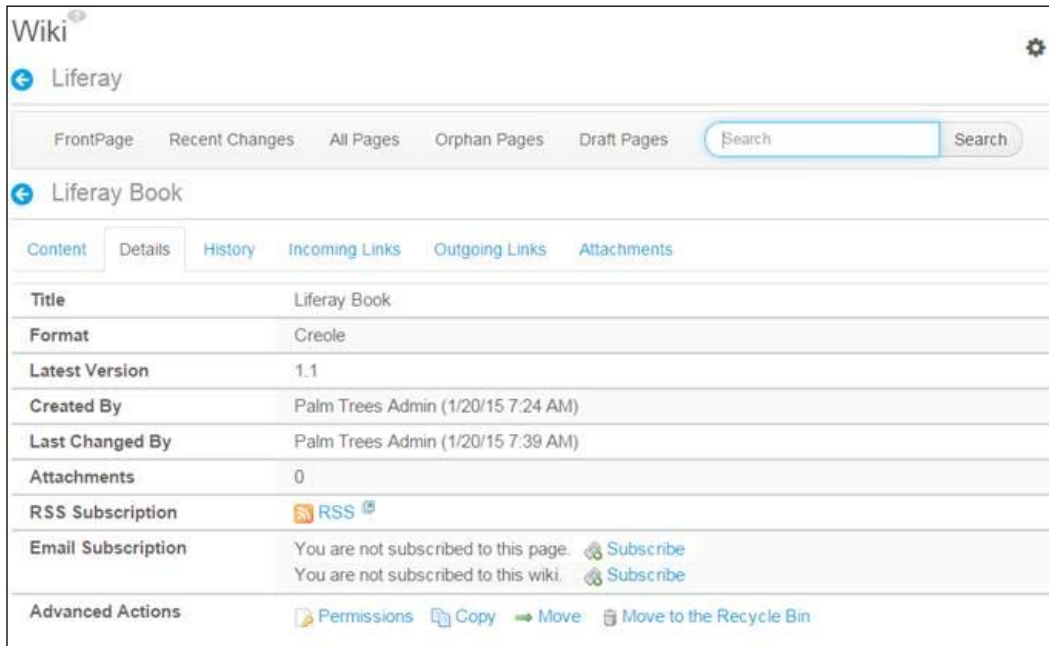 Wiki
Liferay
FrontPage Recent Changes All Pages Orphan Pages Draft Pages Search Search
Liferay Book
Content Details History Incoming Links Outgoing Links Attachments
Title Liferay Book
Format Creole
Latest Version 1.1
Created By Palm Trees Admin (1/20/15 7:24 AM)
Last Changed By Palm Trees Admin (1/20/15 7:39 AM)
Attachments 0
RSS Subscription RSS
Email Subscription You are not subscribed to this page. Subscribe
You are not subscribed to this wiki. Subscribe
Advanced Actions Permissions Copy Move Move to the Recycle Bin